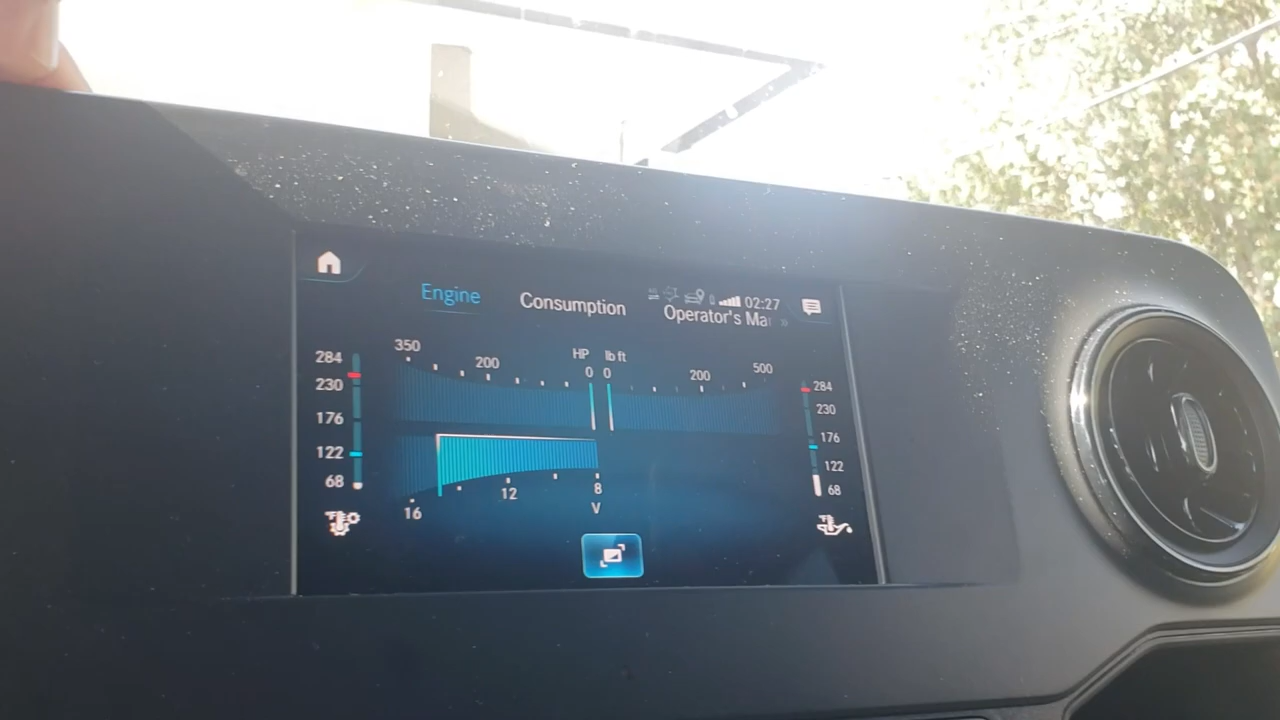 Engine Consumption Operator's Ma
02:27
350 200 HP 0 lb ft 0 200 500
284
230
176
122
68
16 12 8
V
284
230
176
122
68